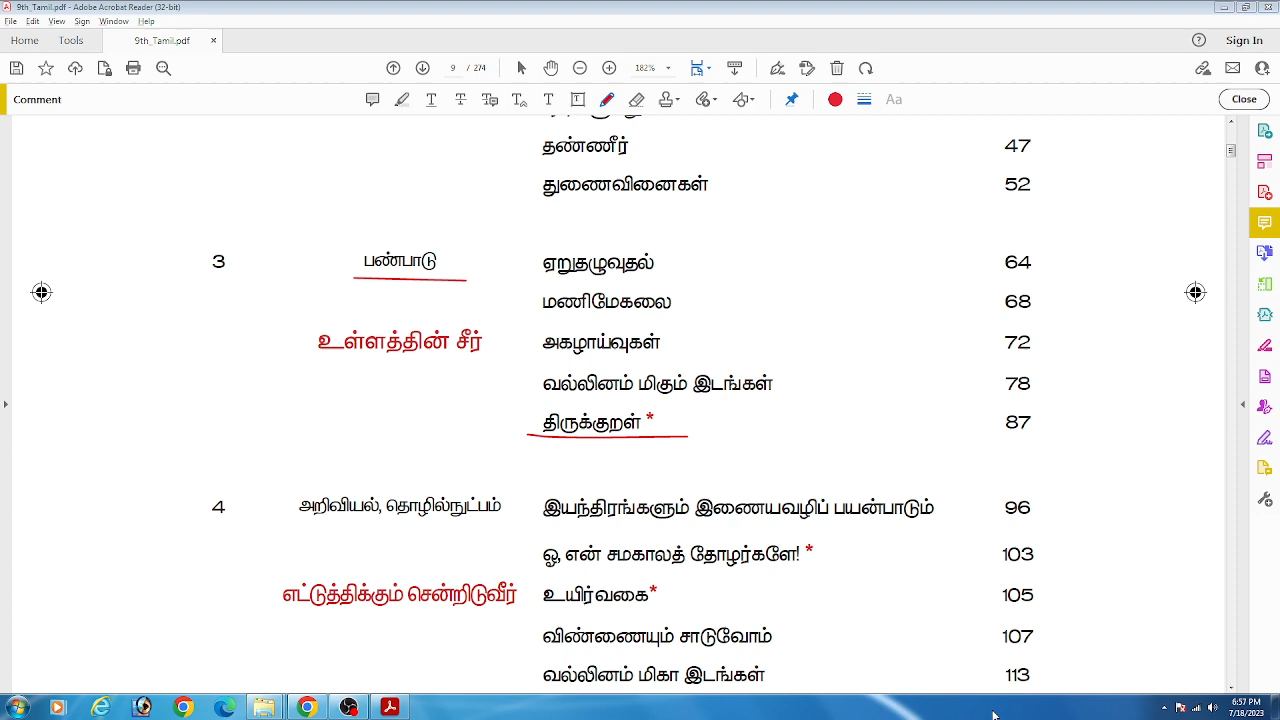 9th_Tamil.pdf - Adobe Acrobat Reader (32-bit)
File Edit View Sign Window Help
Home Tools 9th_Tamil.pdf × Sign In
9 / 274 182%
Comment Aa Close
தண்ணீர் 47
துணைவினைகள் 52
3 பண்பாடு ஏறுதழுவுதல் 64
மணிமேகலை 68
உள்ளத்தின் சீர் அகழாய்வுகள் 72
வல்லினம் மிகும் இடங்கள் 78
திருக்குறள் * 87
4 அறிவியல், தொழில்நுட்பம் இயந்திரங்களும் இணையவழிப் பயன்பாடும் 96
ஓ, என் சமகாலத் தோழர்களே! * 103
எட்டுத்திக்கும் சென்றிடுவீர் உயிர்வகை* 105
விண்ணையும் சாடுவோம் 107
வல்லினம் மிகா இடங்கள் 113
6:57 PM
7/18/2023